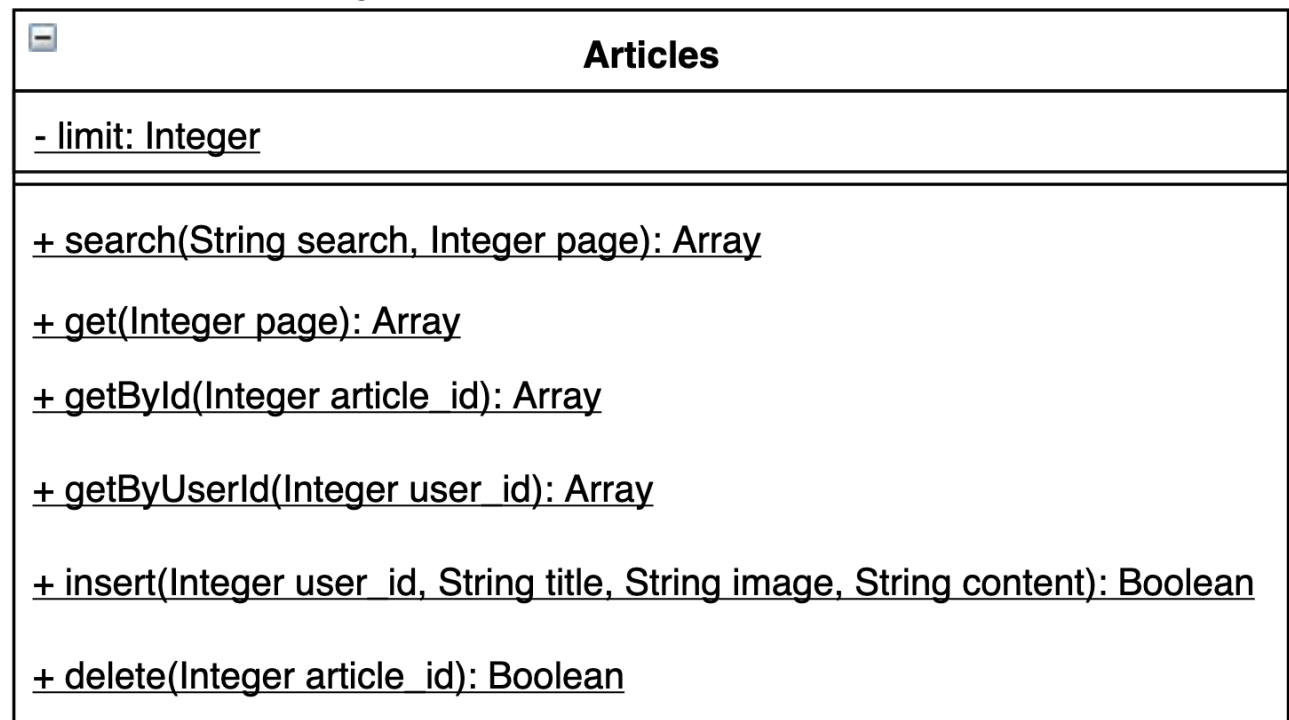 Articles
- limit: Integer
+ search(String search, Integer page): Array
+ get(Integer page): Array
+ getById(Integer article_id): Array
+ getByUserId(Integer user_id): Array
+ insert(Integer user_id, String title, String image, String content): Boolean
+ delete(Integer article_id): Boolean